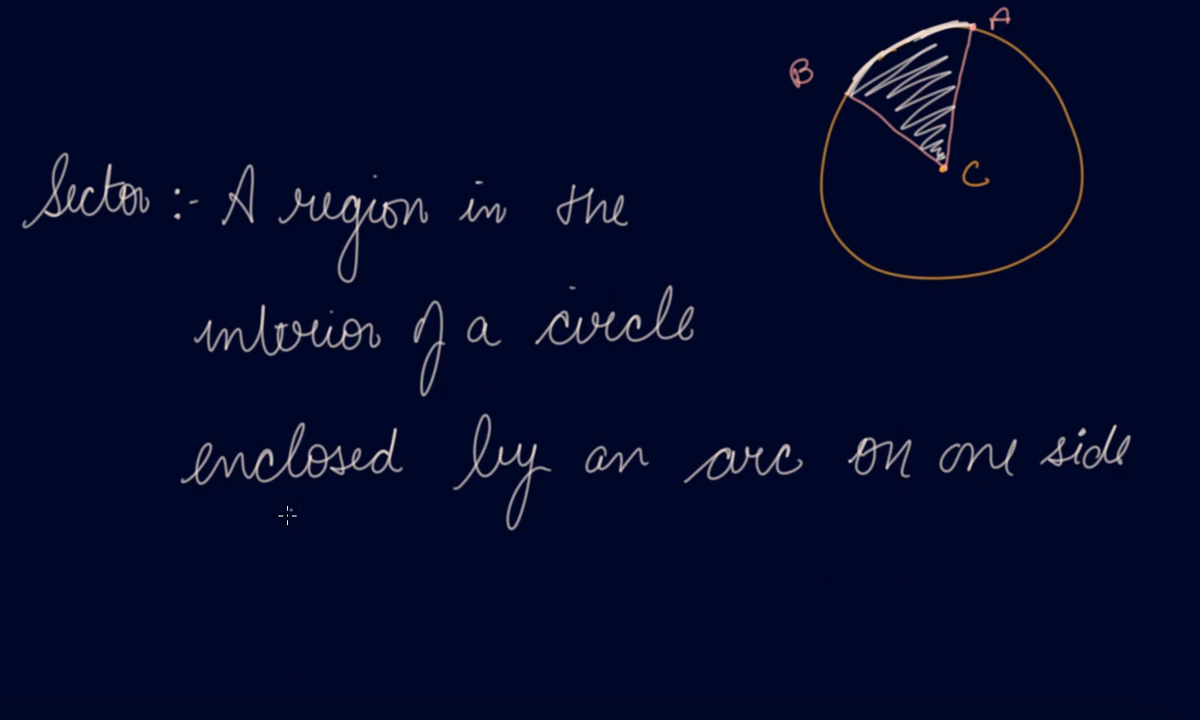 A
B
C
Sector :- A region in the
interior of a circle
enclosed by an arc on one side